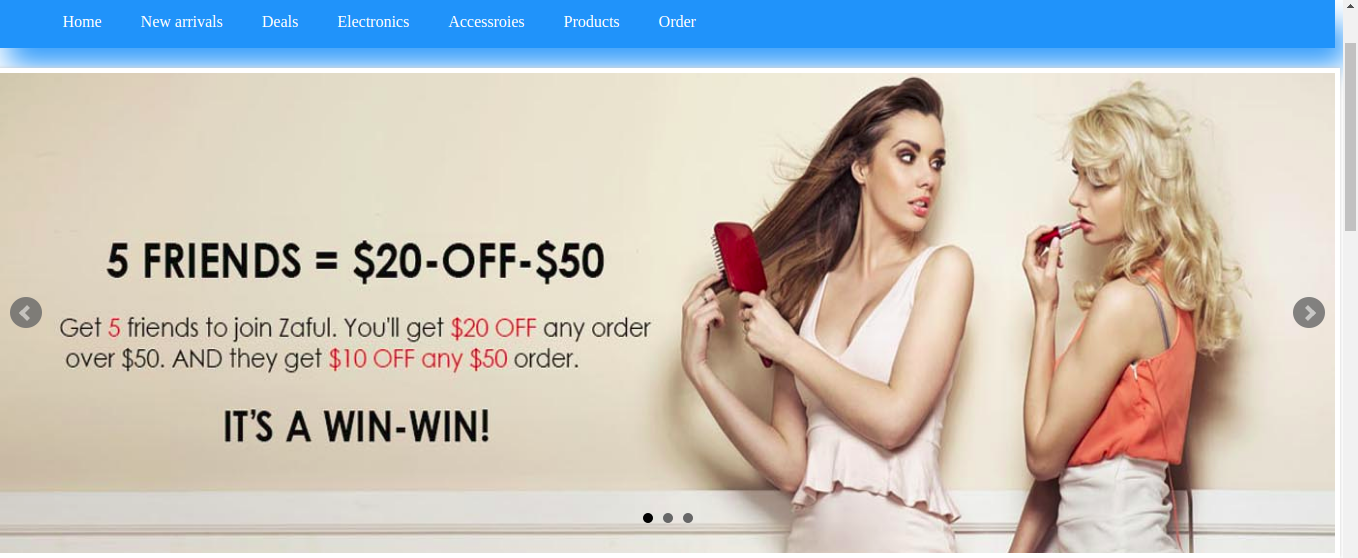 Home New arrivals Deals Electronics Accessroies Products Order
5 FRIENDS = $20-OFF-$50
Get 5 friends to join Zaful. You'll get $20 OFF any order
over $50. AND they get $10 OFF any $50 order.
IT'S A WIN-WIN!